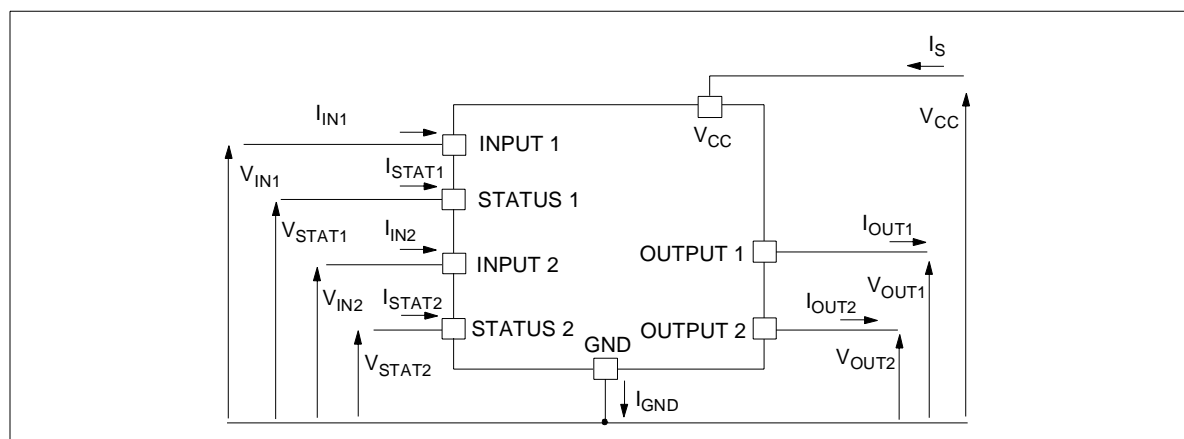 I_S
V_CC
V_CC
I_IN1
INPUT 1
V_IN1
I_STAT1
STATUS 1
V_STAT1
I_IN2
INPUT 2
OUTPUT 1
I_OUT1
V_IN2
I_STAT2
V_OUT1
I_OUT2
STATUS 2
OUTPUT 2
V_STAT2
GND
V_OUT2
I_GND